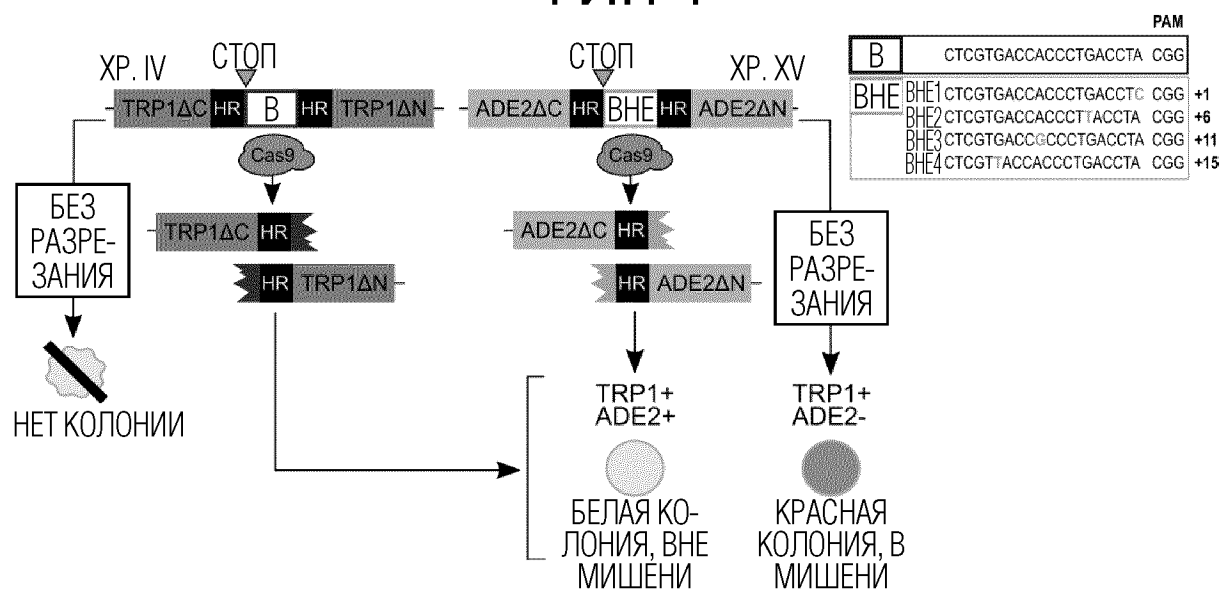 PAM
В CTCGTGACCACCCTGACCTA CGG
ВНЕ ВНЕ1 CTCGTGACCACCCTGACCTC CGG +1
ВНЕ2 CTCGTGACCACCCTTACCTA CGG +6
ВНЕ3 CTCGTGACCGCCCTGACCTA CGG +11
ВНЕ4 CTCGTTACCACCCTGACCTA CGG +15
ХР. IV СТОП СТОП ХР. XV
TRP1ΔC HR В HR TRP1ΔN
ADE2ΔC HR ВНЕ HR ADE2ΔN
Cas9 Cas9
БЕЗ
РАЗРЕ-
ЗАНИЯ
TRP1ΔC HR
HR TRP1ΔN
ADE2ΔC HR
HR ADE2ΔN
БЕЗ
РАЗРЕ-
ЗАНИЯ
НЕТ КОЛОНИИ
TRP1+
ADE2+
БЕЛАЯ КО-
ЛОНИЯ, ВНЕ
МИШЕНИ
TRP1+
ADE2-
КРАСНАЯ
КОЛОНИЯ, В
МИШЕНИ